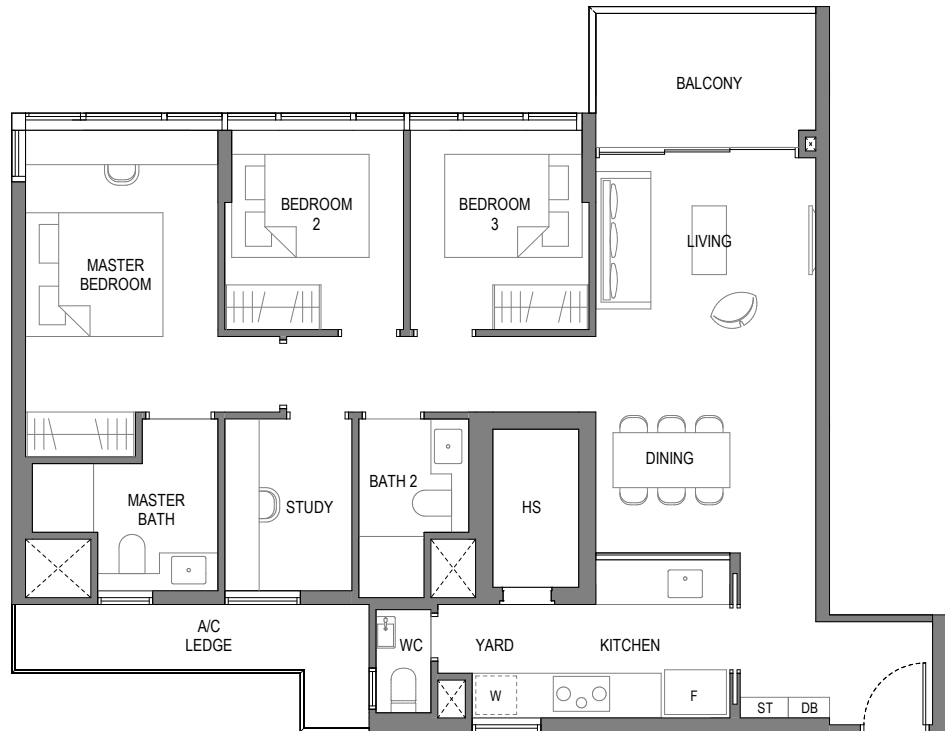 BALCONY
BEDROOM
2
BEDROOM
3
LIVING
MASTER
BEDROOM
DINING
MASTER
BATH
STUDY
BATH 2
HS
A/C
LEDGE
WC
YARD
KITCHEN
W
F
ST
DB